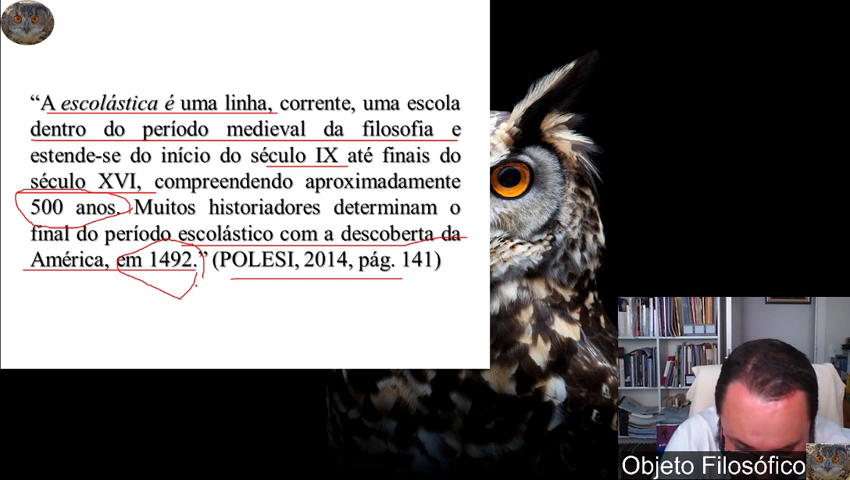 “A escolástica é uma linha, corrente, uma escola
dentro do período medieval da filosofia e
estende-se do início do século IX até finais do
século XVI, compreendendo aproximadamente
500 anos. Muitos historiadores determinam o
final do período escolástico com a descoberta da
América, em 1492.” (POLESI, 2014, pág. 141)
Objeto Filosófico